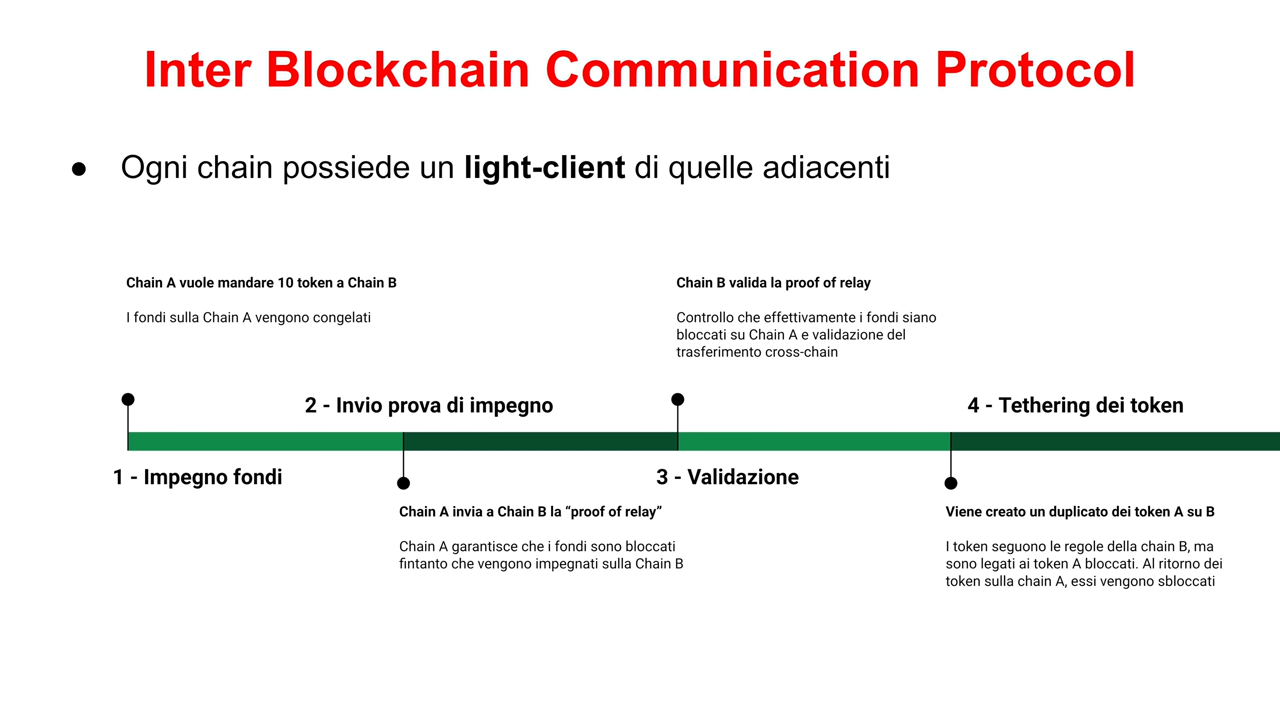 Inter Blockchain Communication Protocol
● Ogni chain possiede un light-client di quelle adiacenti
Chain A vuole mandare 10 token a Chain B
I fondi sulla Chain A vengono congelati
1 - Impegno fondi
2 - Invio prova di impegno
Chain A invia a Chain B la “proof of relay”
Chain A garantisce che i fondi sono bloccati
fintanto che vengono impegnati sulla Chain B
Chain B valida la proof of relay
Controllo che effettivamente i fondi siano
bloccati su Chain A e validazione del
trasferimento cross-chain
3 - Validazione
4 - Tethering dei token
Viene creato un duplicato dei token A su B
I token seguono le regole della chain B, ma
sono legati ai token A bloccati. Al ritorno dei
token sulla chain A, essi vengono sbloccati